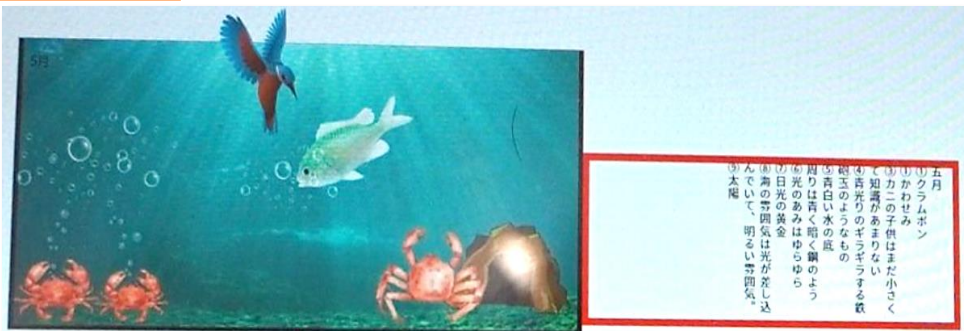 5月
五月
①クラムボン
①かわせみ
③カニの子供はまだ小さく
て知識があまりない
④青光りのギラギラする鉄
砲玉のようなもの
⑤青白い水の底
周りは青く暗く鋼のよう
⑥光のあみはゆらゆら
⑦日光の黄金
⑧海の雰囲気は光が差し込
んでいて、明るい雰囲気。
⑨太陽